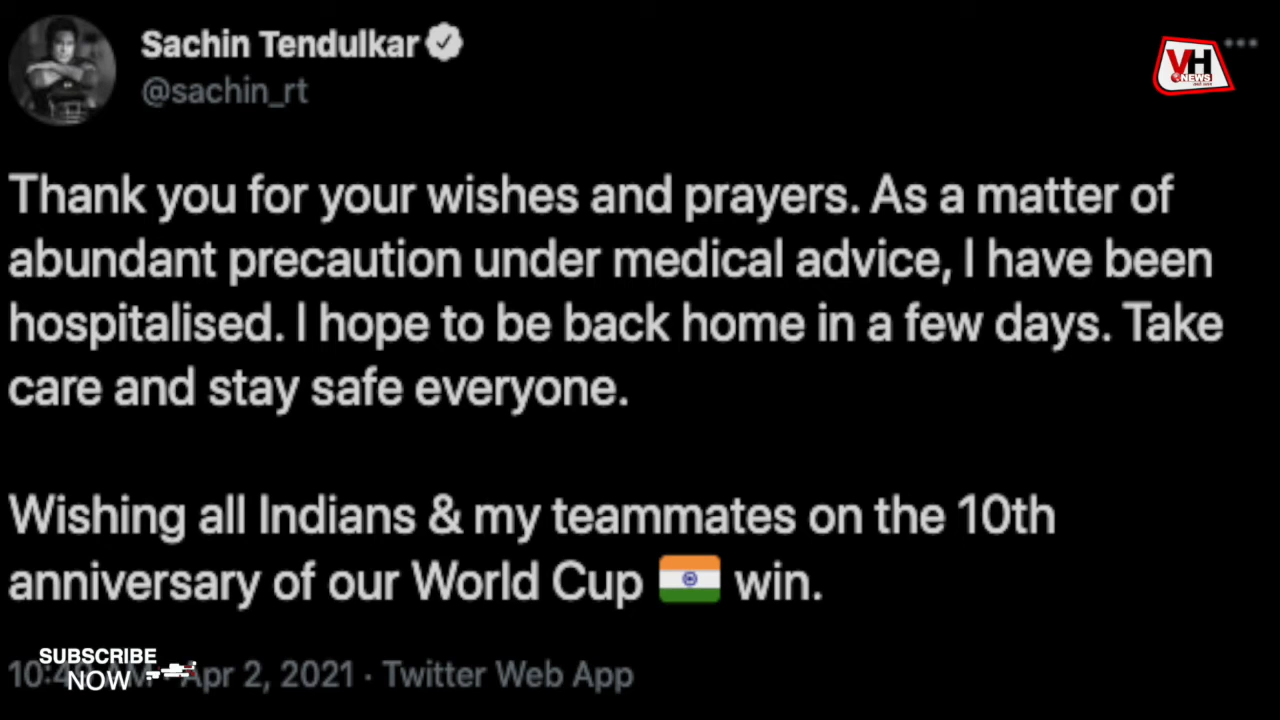 Sachin Tendulkar
@sachin_rt
VH
NEWS
Thank you for your wishes and prayers. As a matter of
abundant precaution under medical advice, I have been
hospitalised. I hope to be back home in a few days. Take
care and stay safe everyone.
Wishing all Indians & my teammates on the 10th
anniversary of our World Cup 🇮🇳 win.
SUBSCRIBE
NOW
Apr 2, 2021 · Twitter Web App